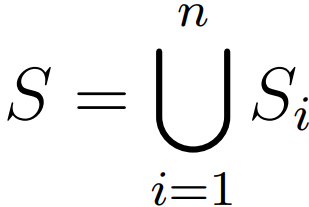 S = ⋃_{i=1}^{n} S_i